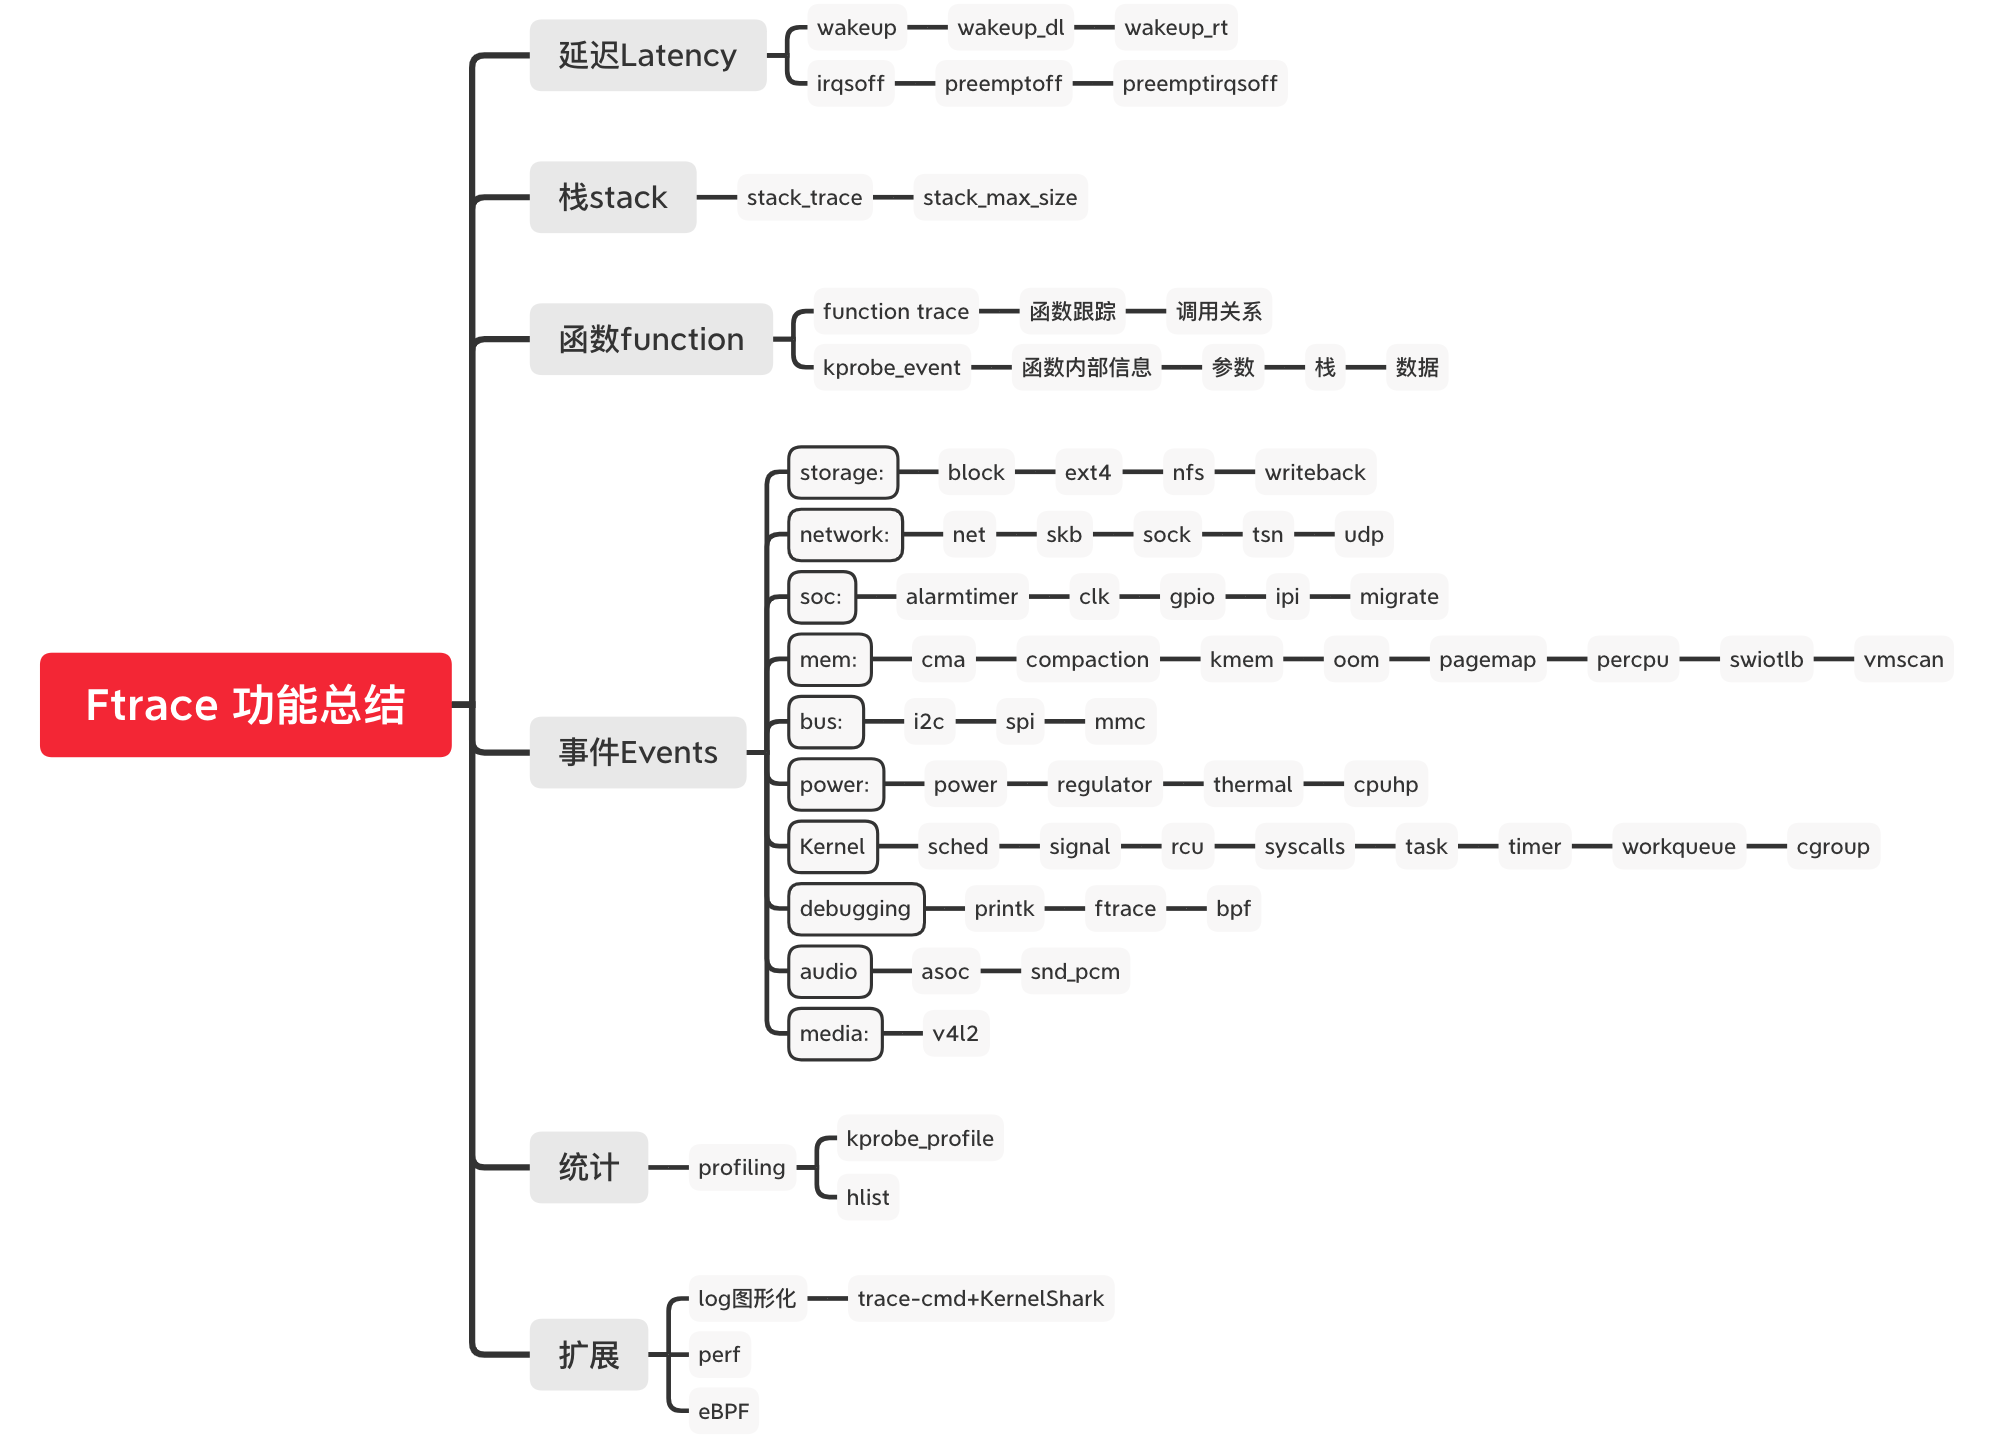 Ftrace 功能总结
延迟Latency
wakeup wakeup_dl wakeup_rt
irqsoff preemptoff preemptirqsoff
栈stack
stack_trace stack_max_size
函数function
function trace 函数跟踪 调用关系
kprobe_event 函数内部信息 参数 栈 数据
事件Events
storage: block ext4 nfs writeback
network: net skb sock tsn udp
soc: alarmtimer clk gpio ipi migrate
mem: cma compaction kmem oom pagemap percpu swiotlb vmscan
bus: i2c spi mmc
power: power regulator thermal cpuhp
Kernel sched signal rcu syscalls task timer workqueue cgroup
debugging printk ftrace bpf
audio asoc snd_pcm
media: v4l2
统计
profiling
kprobe_profile
hlist
扩展
log图形化 trace-cmd+KernelShark
perf
eBPF